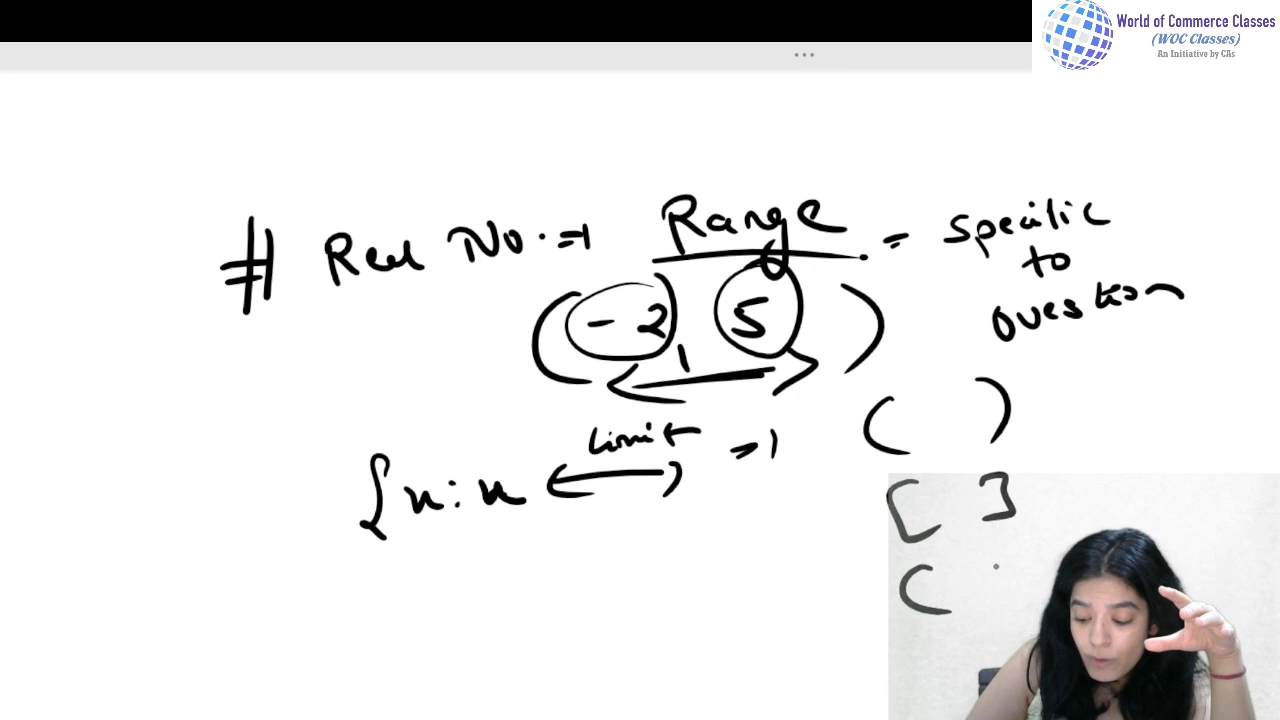 World of Commerce Classes
(WOC Classes)
An Initiative by CAs
# Real No. ⇒ Range = specific to question
( -2, 5 )
{x : x limit ⇒ ( )
[ ]
(